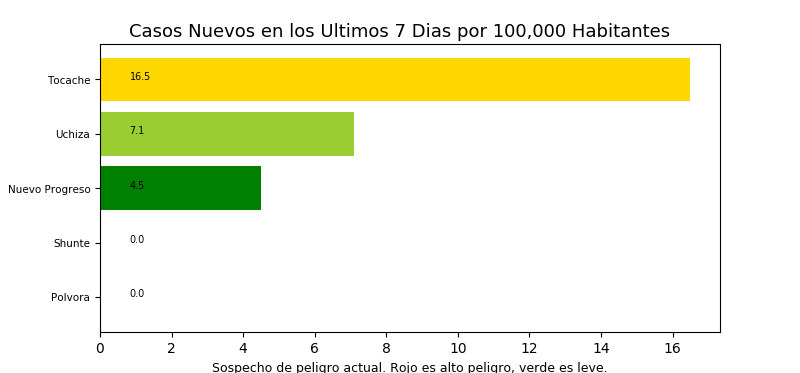 Casos Nuevos en los Ultimos 7 Dias por 100,000 Habitantes
Tocache 16.5
Uchiza 7.1
Nuevo Progreso 4.5
Shunte 0.0
Polvora 0.0
0 2 4 6 8 10 12 14 16
Sospecho de peligro actual. Rojo es alto peligro, verde es leve.